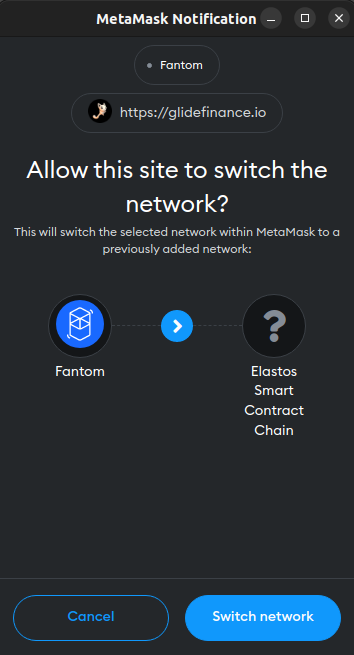 MetaMask Notification
Fantom
https://glidefinance.io
Allow this site to switch the
network?
This will switch the selected network within MetaMask to a
previously added network:
?
Fantom
Elastos
Smart
Contract
Chain
Cancel
Switch network